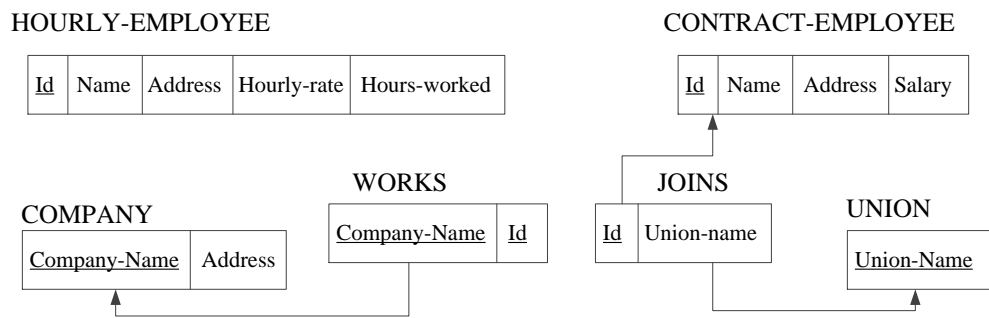 HOURLY-EMPLOYEE
Id Name Address Hourly-rate Hours-worked
CONTRACT-EMPLOYEE
Id Name Address Salary
COMPANY
Company-Name Address
WORKS
Company-Name Id
JOINS
Id Union-name
UNION
Union-Name